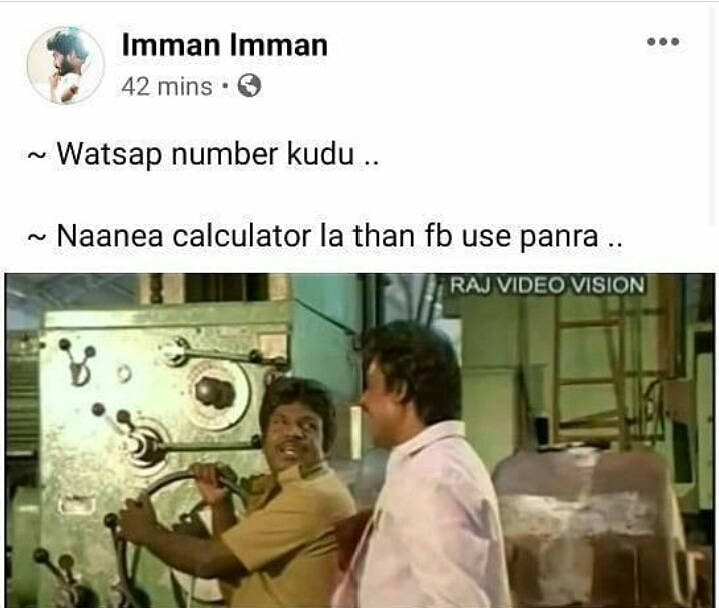 Imman Imman
42 mins ·
~ Watsap number kudu ..
~ Naanea calculator la than fb use panra ..
RAJ VIDEO VISION